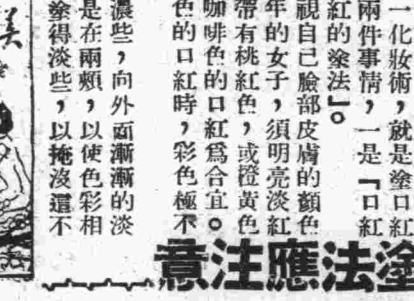 一化妝術，就是塗口紅
兩件事情，一是『口紅
紅的塗法』。
視自己臉部皮膚的顏色
年的女子，須明亮淡紅
帶有桃紅色，或橙黃色
咖啡色的口紅爲合宜。
色的口紅時，彩色極不
濃些，向外面漸漸的淡
是在兩頰，以使色彩相
塗得淡些，以掩沒還不
美
塗法應注意